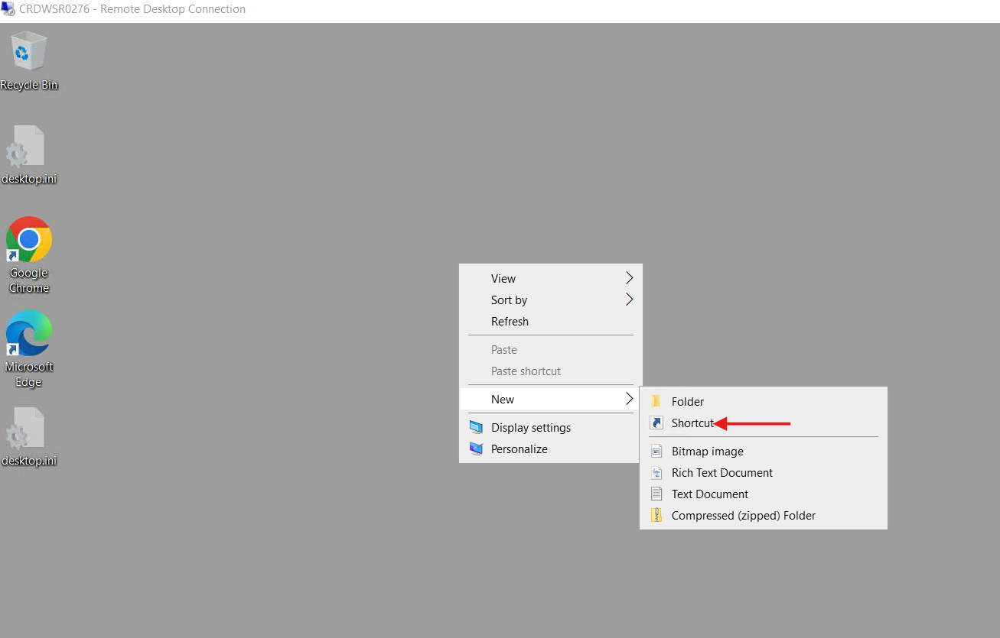 CRDWSR0276 - Remote Desktop Connection
Recycle Bin
desktop.ini
Google
Chrome
Microsoft
Edge
desktop.ini
View
Sort by
Refresh
Paste
Paste shortcut
New
Display settings
Personalize
Folder
Shortcut
Bitmap image
Rich Text Document
Text Document
Compressed (zipped) Folder